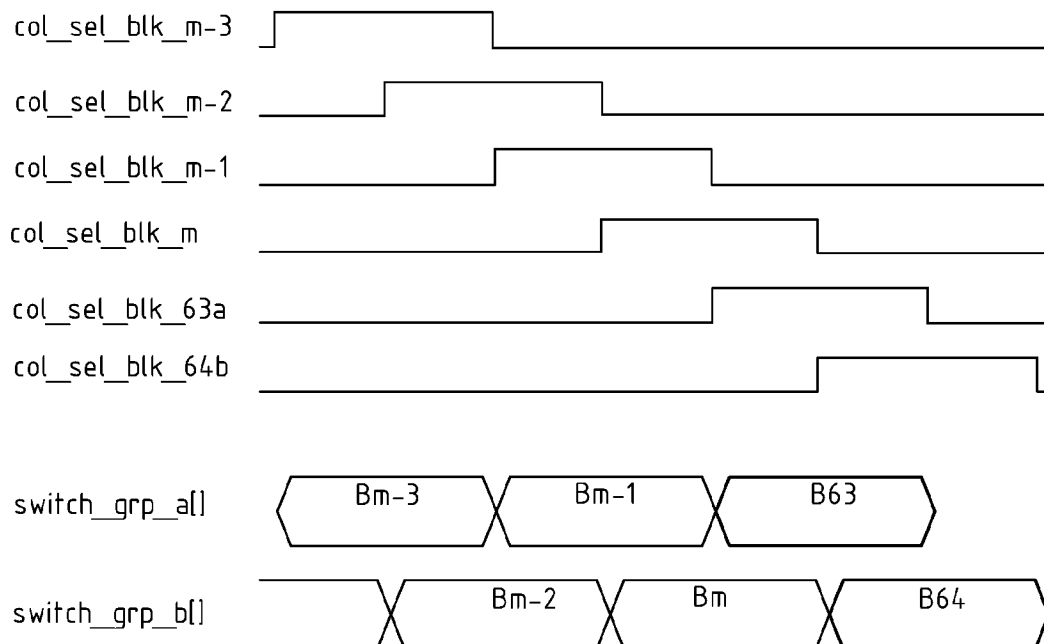 col_sel_blk_m-3
col_sel_blk_m-2
col_sel_blk_m-1
col_sel_blk_m
col_sel_blk_63a
col_sel_blk_64b
switch_grp_a[] Bm-3 Bm-1 B63
switch_grp_b[] Bm-2 Bm B64